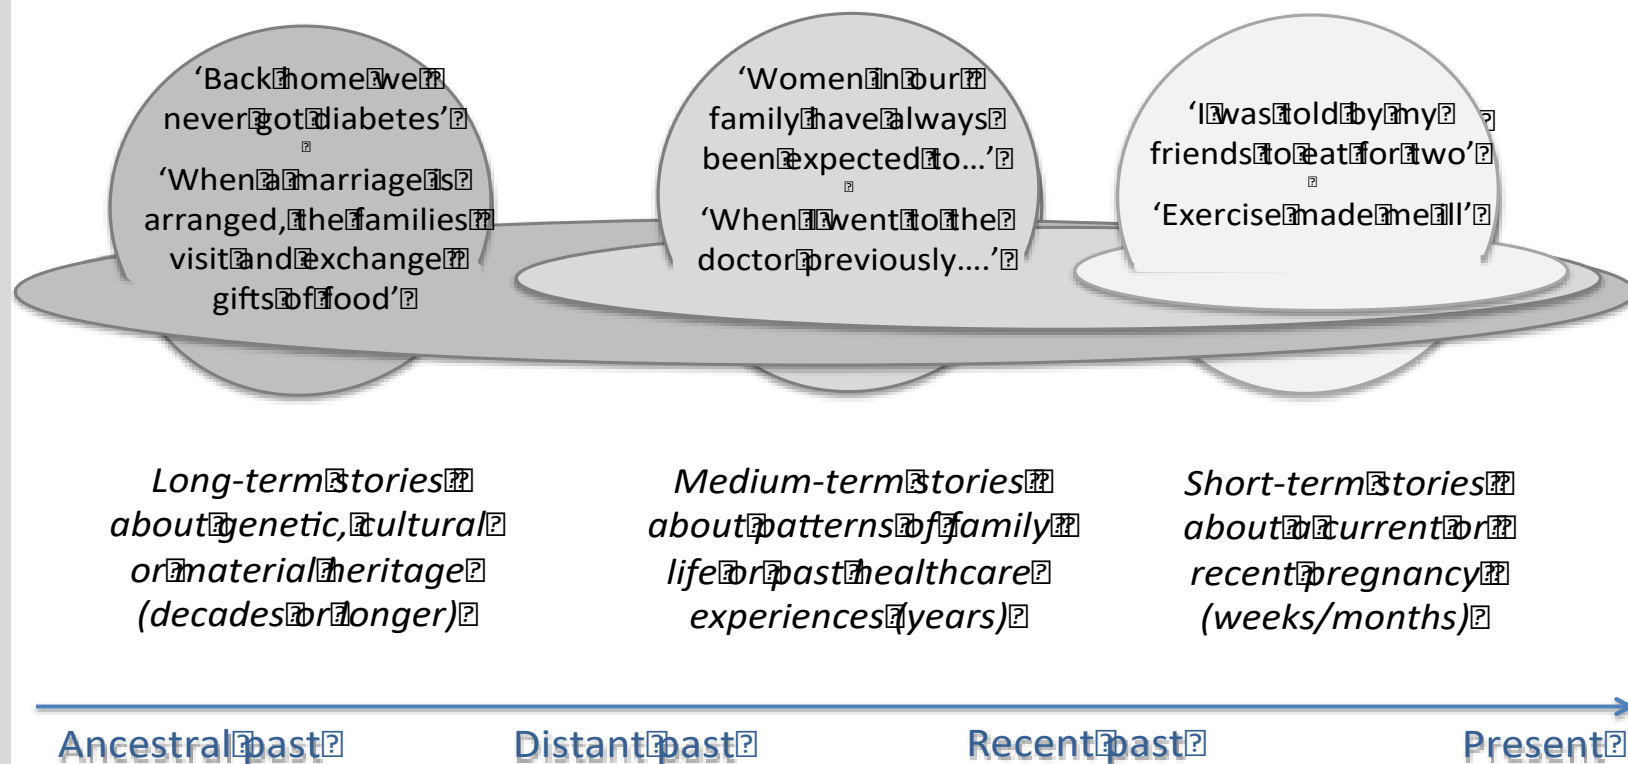 ‘Back home we
never got diabetes’
‘When a marriage is
arranged, the families
visit and exchange
gifts of food’
‘Women in our
family have always
been expected to…’
‘When I went to the
doctor previously….’
‘I was told by my
friends to eat for two’
‘Exercise made me ill’
Long-term stories
about genetic, cultural
or material heritage
(decades or longer)
Medium-term stories
about patterns of family
life or past healthcare
experiences (years)
Short-term stories
about a current or
recent pregnancy
(weeks/months)
Ancestral past
Distant past
Recent past
Present